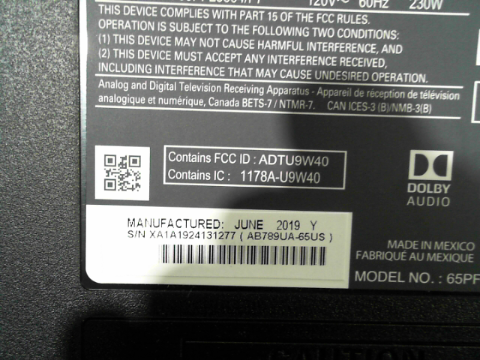 120V~ 60Hz 230W
THIS DEVICE COMPLIES WITH PART 15 OF THE FCC RULES.
OPERATION IS SUBJECT TO THE FOLLOWING TWO CONDITIONS:
(1) THIS DEVICE MAY NOT CAUSE HARMFUL INTERFERENCE, AND
(2) THIS DEVICE MUST ACCEPT ANY INTERFERENCE RECEIVED,
INCLUDING INTERFERENCE THAT MAY CAUSE UNDESIRED OPERATION.
Analog and Digital Television Receiving Apparatus - Appareil de réception de télévision
analogique et numérique, Canada BETS-7 / NTMR-7. CAN ICES-3 (B)/NMB-3(B)
Contains FCC ID : ADTU9W40
Contains IC : 1178A-U9W40
DOLBY
AUDIO
MANUFACTURED: JUNE 2019 Y
S/N XA1A1924131277 ( AB789UA-65US )
MADE IN MEXICO
FABRIQUÉ AU MEXIQUE
MODEL NO. : 65PF